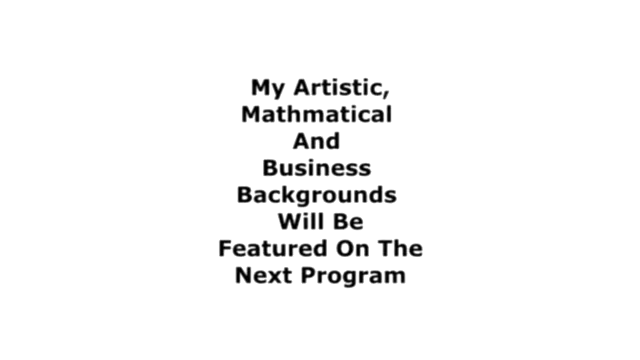 My Artistic,
Mathmatical
And
Business
Backgrounds
Will Be
Featured On The
Next Program